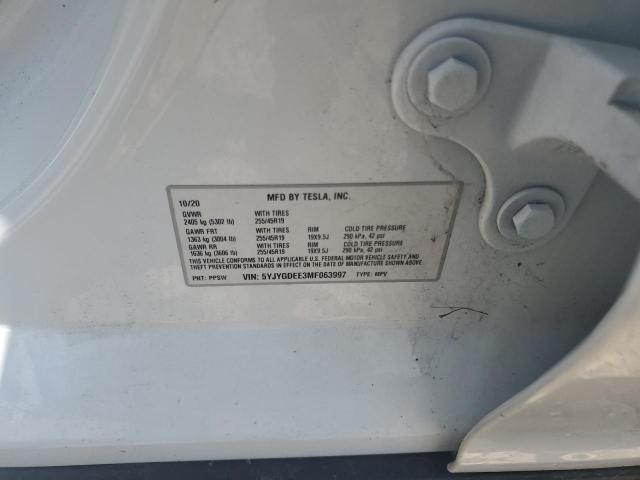 10/20 MFD BY TESLA, INC.
GVWR WITH TIRES
2405 kg (5302 lb) 255/45R19
GAWR FRT WITH TIRES RIM COLD TIRE PRESSURE
1363 kg (3004 lb) 255/45R19 19X9.5J 290 kPa, 42 psi
GAWR RR WITH TIRES RIM COLD TIRE PRESSURE
1636 kg (3606 lb) 255/45R19 19X9.5J 290 kPa, 42 psi
THIS VEHICLE CONFORMS TO ALL APPLICABLE U.S. FEDERAL MOTOR VEHICLE SAFETY AND
THEFT PREVENTION STANDARDS IN EFFECT ON THE DATE OF MANUFACTURE SHOWN ABOVE.
PNT: PPSW VIN: 5YJYGDEE3MF063997 TYPE: MPV